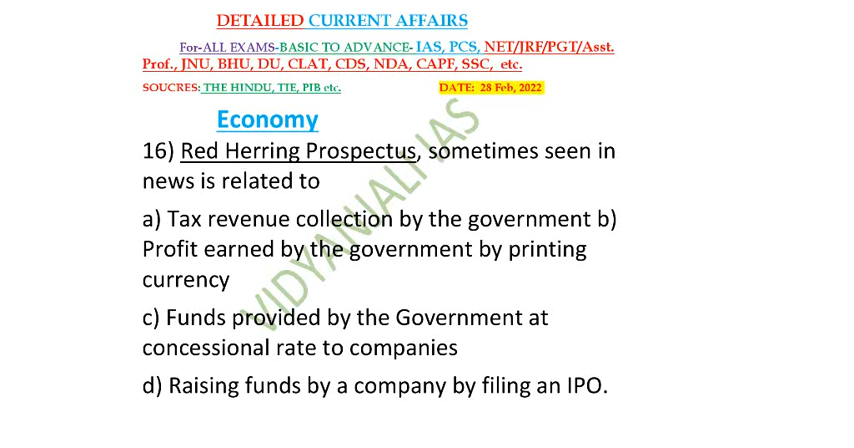 DETAILED CURRENT AFFAIRS
For-ALL EXAMS-BASIC TO ADVANCE- IAS, PCS, NET/JRF/PGT/Asst.
Prof., JNU, BHU, DU, CLAT, CDS, NDA, CAPF, SSC, etc.
SOUCRES: THE HINDU, TIE, PIB etc. DATE: 28 Feb, 2022
Economy
16) Red Herring Prospectus, sometimes seen in
news is related to
a) Tax revenue collection by the government b)
Profit earned by the government by printing
currency
c) Funds provided by the Government at
concessional rate to companies
d) Raising funds by a company by filing an IPO.
VIDYANJALI IAS